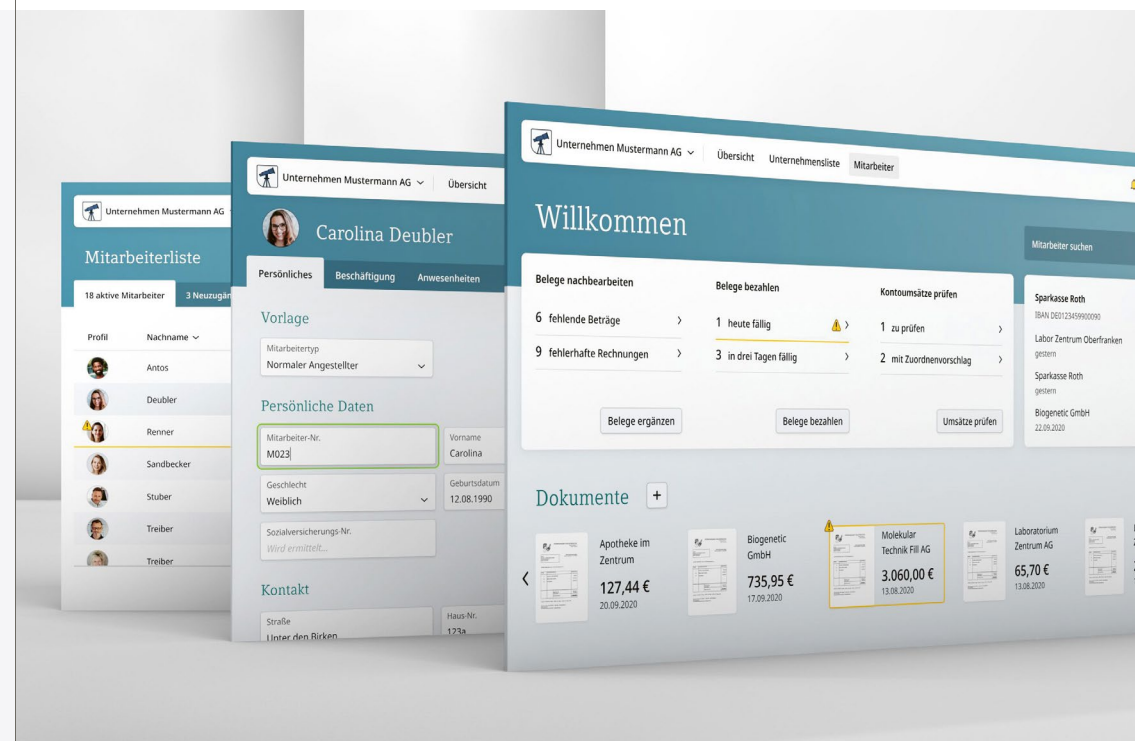 Unternehmen Mustermann AG
Mitarbeiterliste
18 aktive Mitarbeiter
3 Neuzugän
Profil
Nachname
Antos
Deubler
Renner
Sandbecker
Stuber
Treiber
Treiber
Unternehmen Mustermann AG
Übersicht
Carolina Deubler
Persönliches
Beschäftigung
Anwesenheiten
Vorlage
Mitarbeitertyp
Normaler Angestellter
Persönliche Daten
Mitarbeiter-Nr.
M023
Vorname
Carolina
Geschlecht
Weiblich
Geburtsdatum
12.08.1990
Sozialversicherungs-Nr.
Wird ermittelt...
Kontakt
Straße
Unter den Birken
Haus-Nr.
123a
Unternehmen Mustermann AG
Übersicht
Unternehmensliste
Mitarbeiter
Willkommen
Mitarbeiter suchen
Belege nachbearbeiten
6 fehlende Beträge
9 fehlerhafte Rechnungen
Belege ergänzen
Belege bezahlen
1 heute fällig
3 in drei Tagen fällig
Belege bezahlen
Kontoumsätze prüfen
1 zu prüfen
2 mit Zuordnenvorschlag
Umsätze prüfen
Sparkasse Roth
IBAN DE0123459900090
Labor Zentrum Oberfranken
gestern
Sparkasse Roth
gestern
Biogenetic GmbH
22.09.2020
Dokumente +
Apotheke im
Zentrum
127,44 €
20.09.2020
Biogenetic
GmbH
735,95 €
17.09.2020
Molekular
Technik Fill AG
3.060,00 €
13.08.2020
Laboratorium
Zentrum AG
65,70 €
13.08.2020